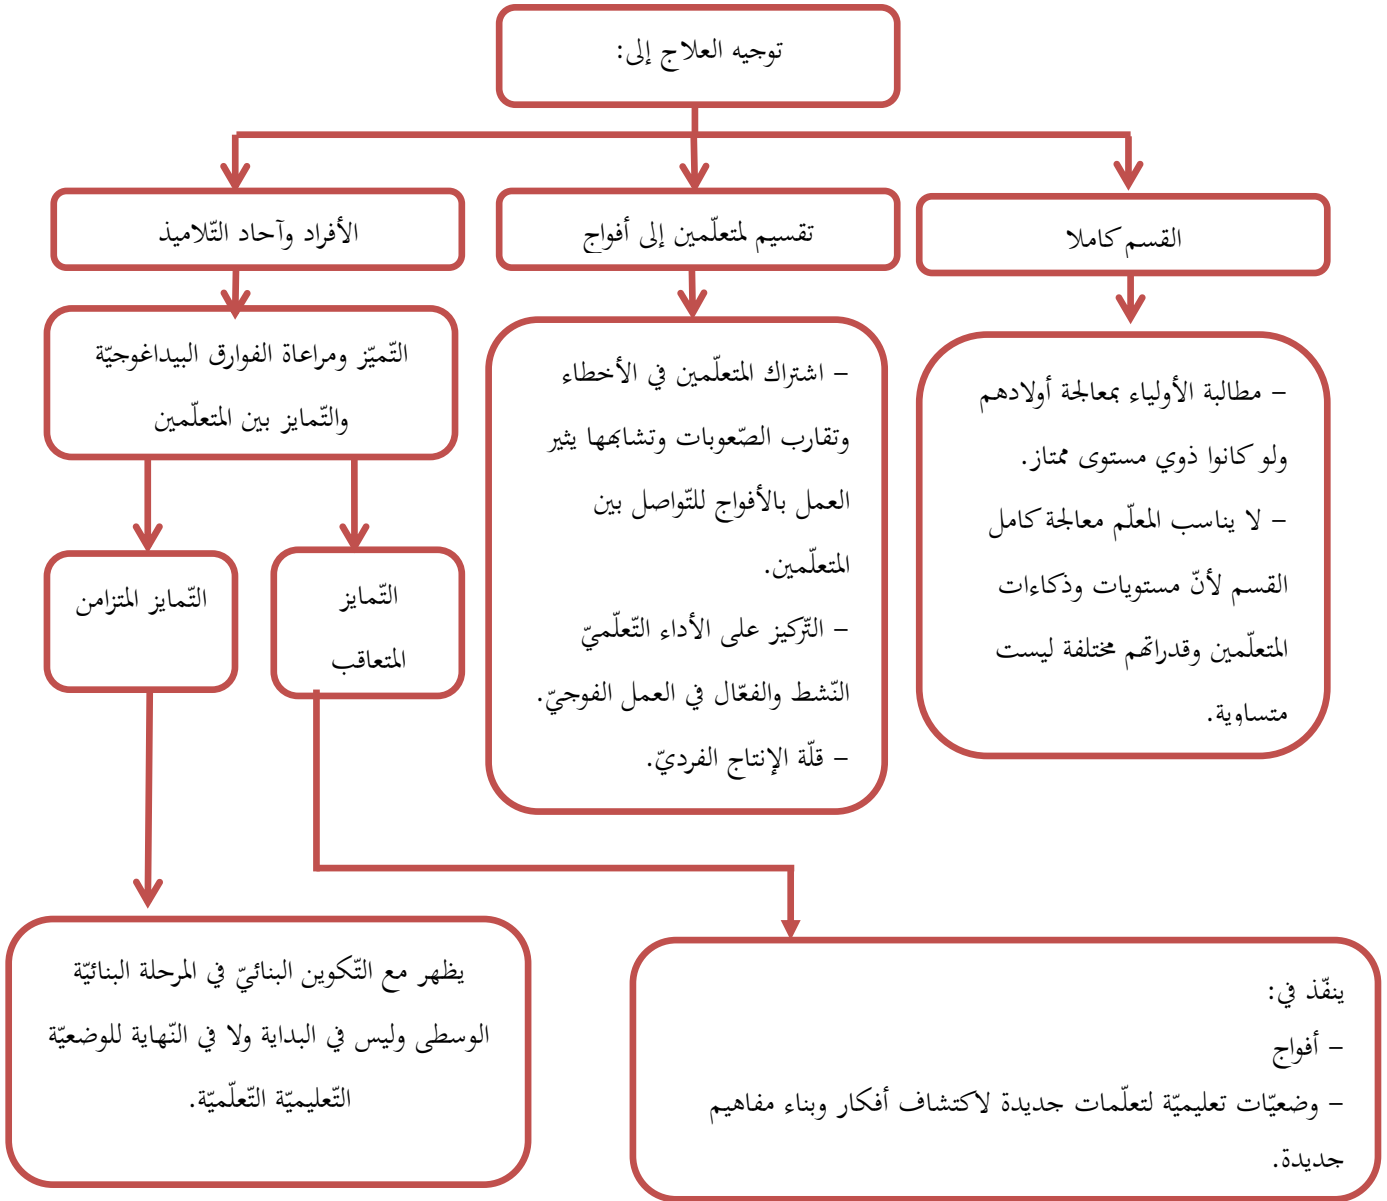 توجيه العلاج إلى:
القسم كاملا
تقسيم لمتعلّمين إلى أفواج
الأفراد وآحاد التّلاميذ
– مطالبة الأولياء بمعالجة أولادهم
ولو كانوا ذوي مستوى ممتاز.
– لا يناسب المعلّم معالجة كامل
القسم لأنّ مستويات وذكاءات
المتعلّمين وقدراتهم مختلفة ليست
متساوية.
– اشتراك المتعلّمين في الأخطاء
وتقارب الصّعوبات وتشابهها يثير
العمل بالأفواج للتّواصل بين
المتعلّمين.
– التّركيز على الأداء التّعلّميّ
النّشط والفعّال في العمل الفوجيّ.
– قلّة الإنتاج الفرديّ.
التّميّز ومراعاة الفوارق البيداغوجيّة
والتّمايز بين المتعلّمين
التّمايز
المتعاقب
التّمايز المتزامن
ينفّذ في:
– أفواج
– وضعيّات تعليميّة لتعلّمات جديدة لاكتشاف أفكار وبناء مفاهيم
جديدة.
يظهر مع التّكوين البنائيّ في المرحلة البنائيّة
الوسطى وليس في البداية ولا في النّهاية للوضعيّة
التّعليميّة التّعلّميّة.